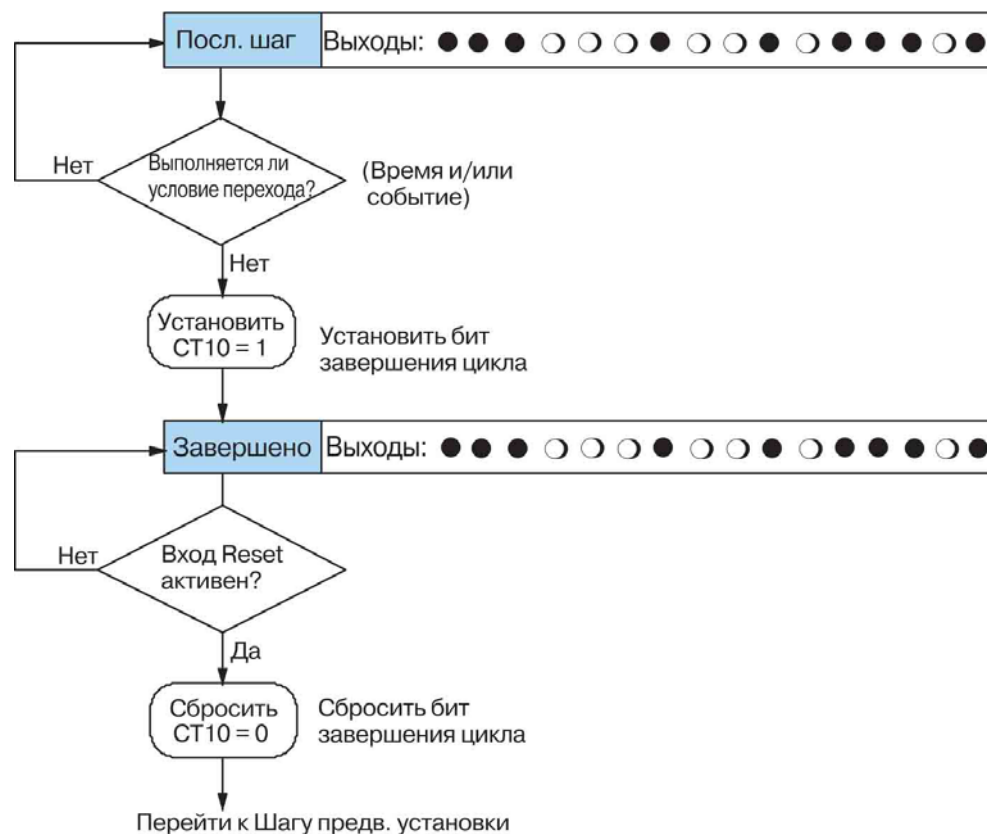 Посл. шаг
Выходы:
Нет
Выполняется ли
условие перехода?
(Время и/или
событие)
Нет
Установить
CT10 = 1
Установить бит
завершения цикла
Завершено
Выходы:
Нет
Вход Reset
активен?
Да
Сбросить
CT10 = 0
Сбросить бит
завершения цикла
Перейти к Шагу предв. установки